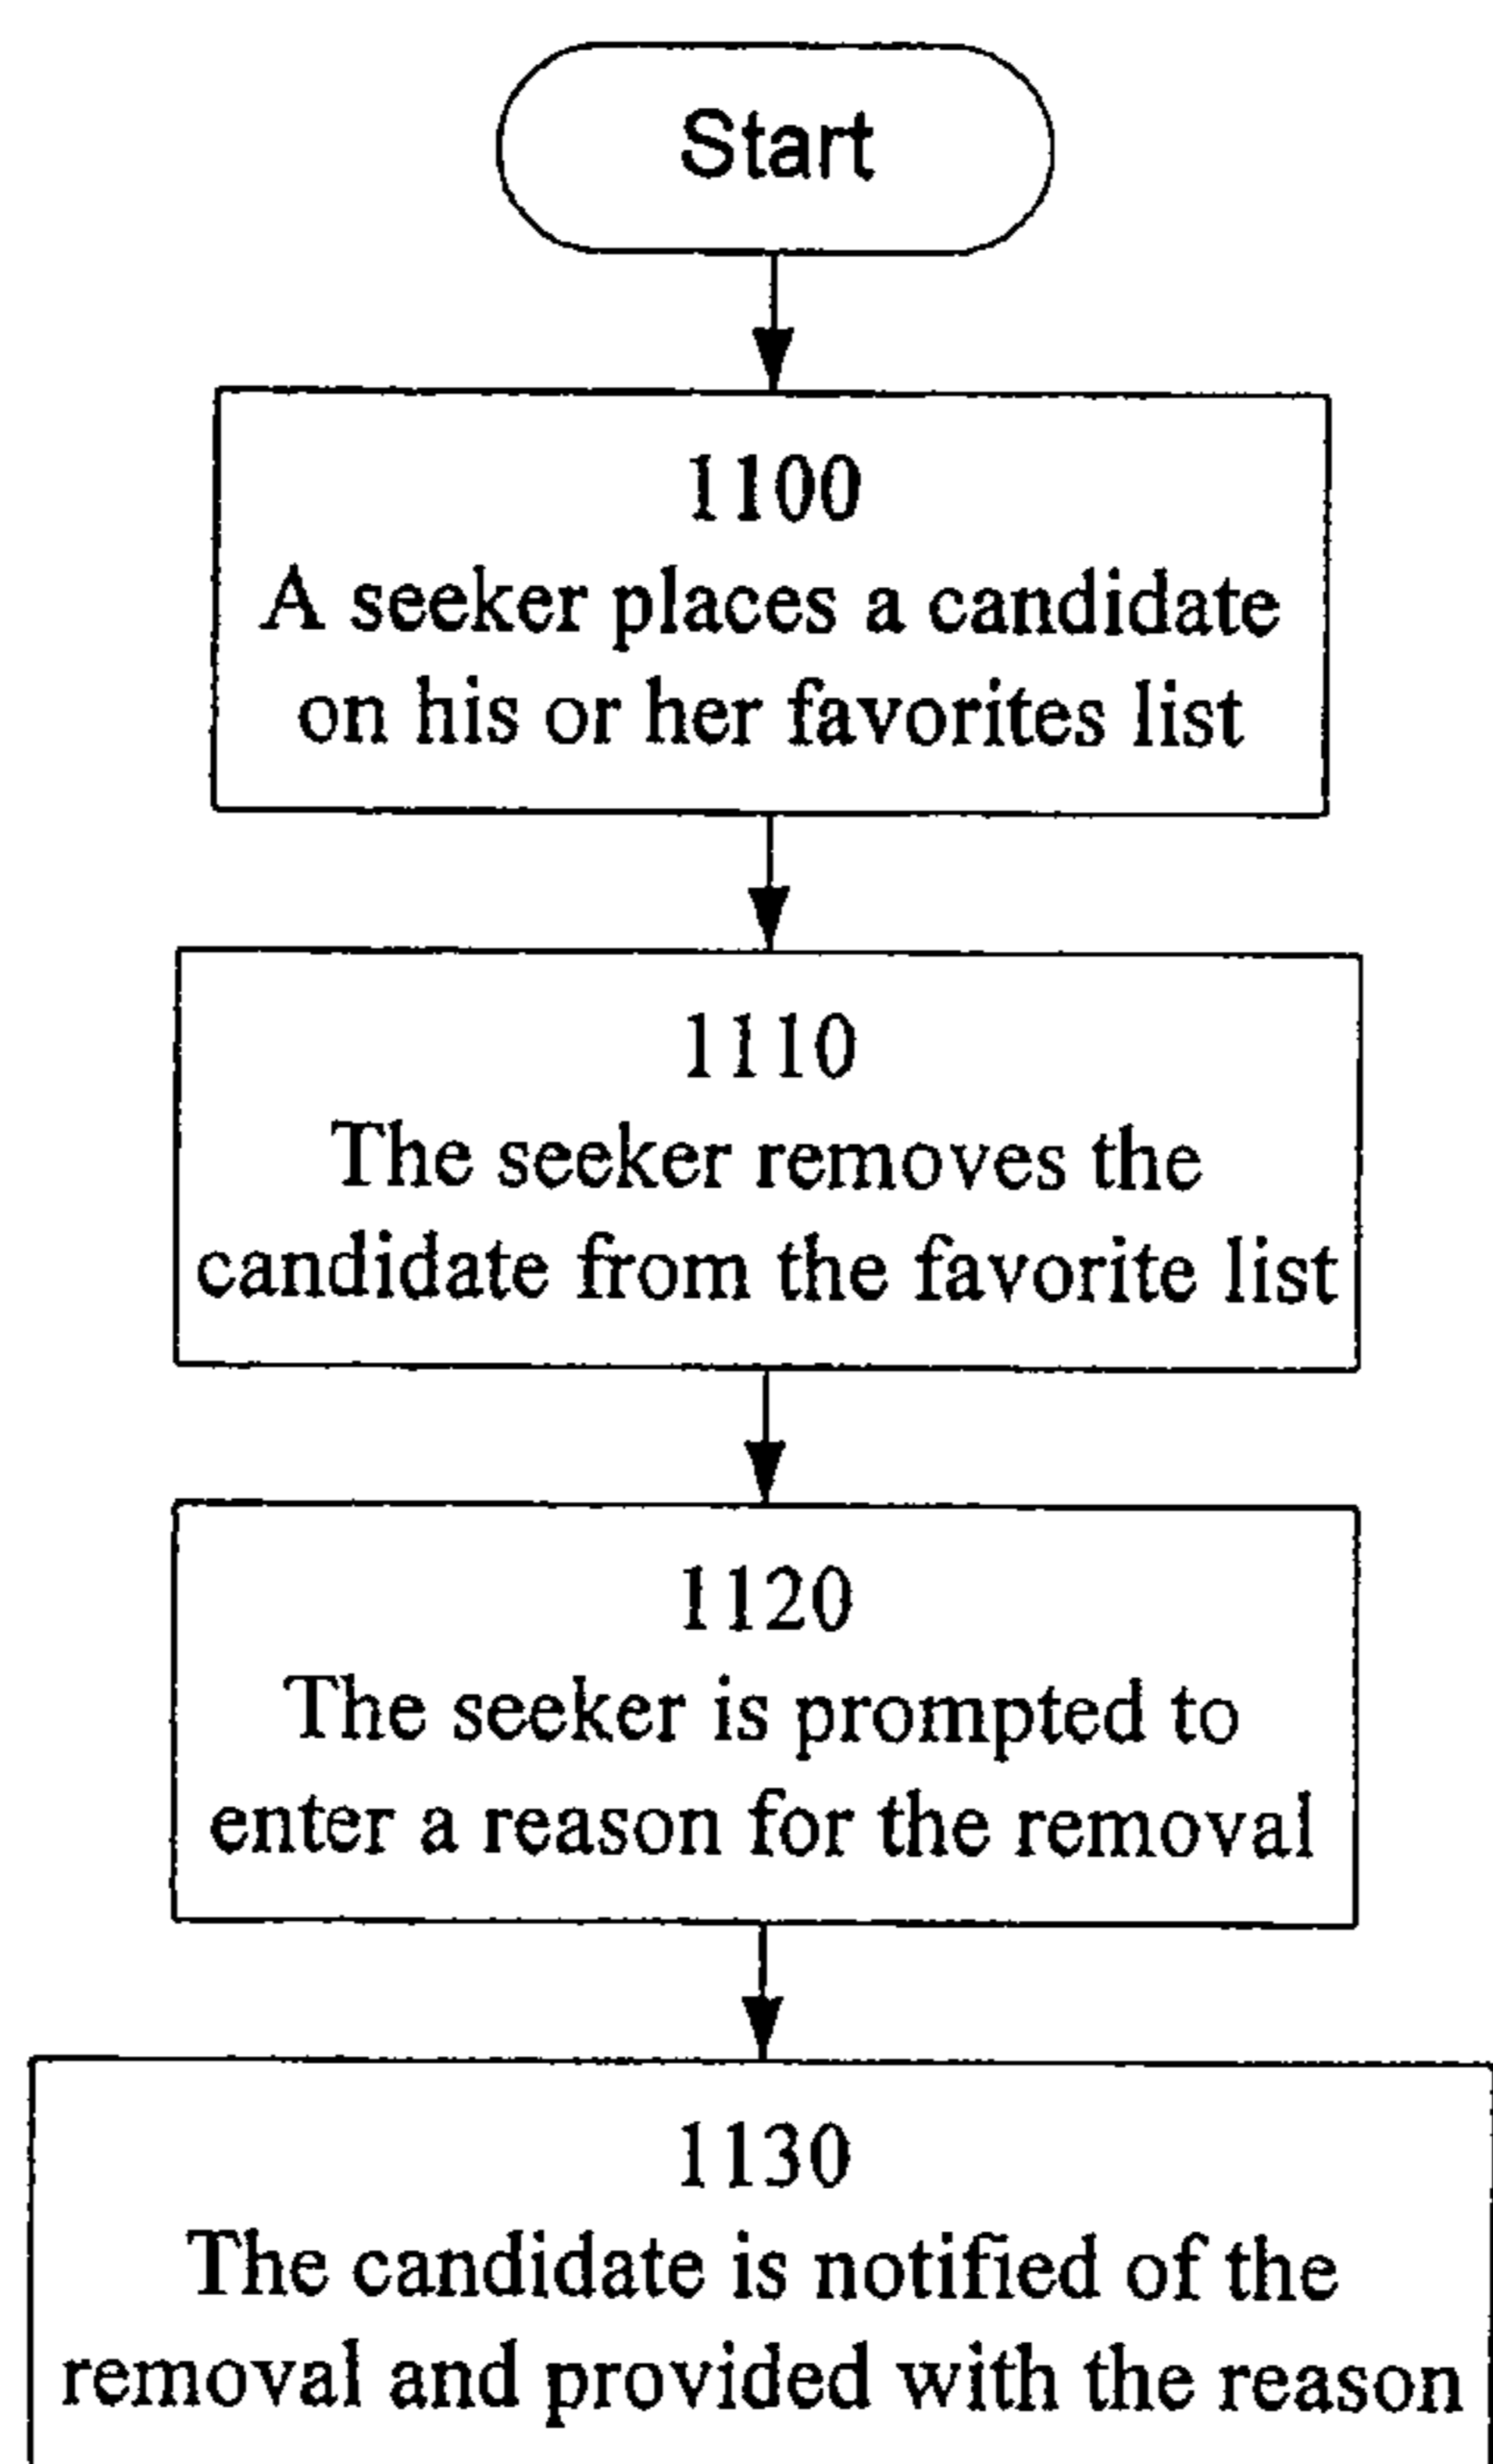 Start
1100
A seeker places a candidate
on his or her favorites list
1110
The seeker removes the
candidate from the favorite list
1120
The seeker is prompted to
enter a reason for the removal
1130
The candidate is notified of the
removal and provided with the reason